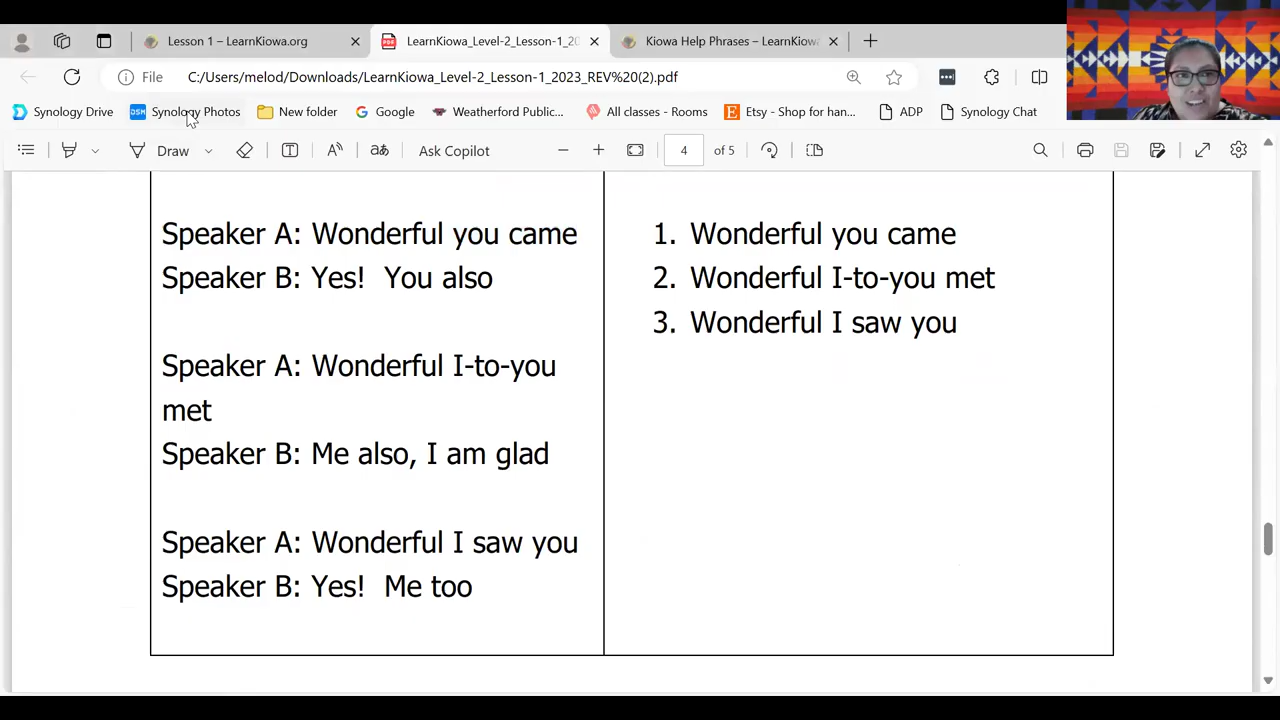 Lesson 1 – LearnKiowa.org
LearnKiowa_Level-2_Lesson-1_20
Kiowa Help Phrases – LearnKiowa
File C:/Users/melod/Downloads/LearnKiowa_Level-2_Lesson-1_2023_REV%20(2).pdf
Synology Drive
DSM Synology Photos
New folder
Google
Weatherford Public...
All classes - Rooms
Etsy - Shop for han...
ADP
Synology Chat
Draw
Ask Copilot
4 of 5
Speaker A: Wonderful you came
Speaker B: Yes! You also
Speaker A: Wonderful I-to-you
met
Speaker B: Me also, I am glad
Speaker A: Wonderful I saw you
Speaker B: Yes! Me too
1. Wonderful you came
2. Wonderful I-to-you met
3. Wonderful I saw you